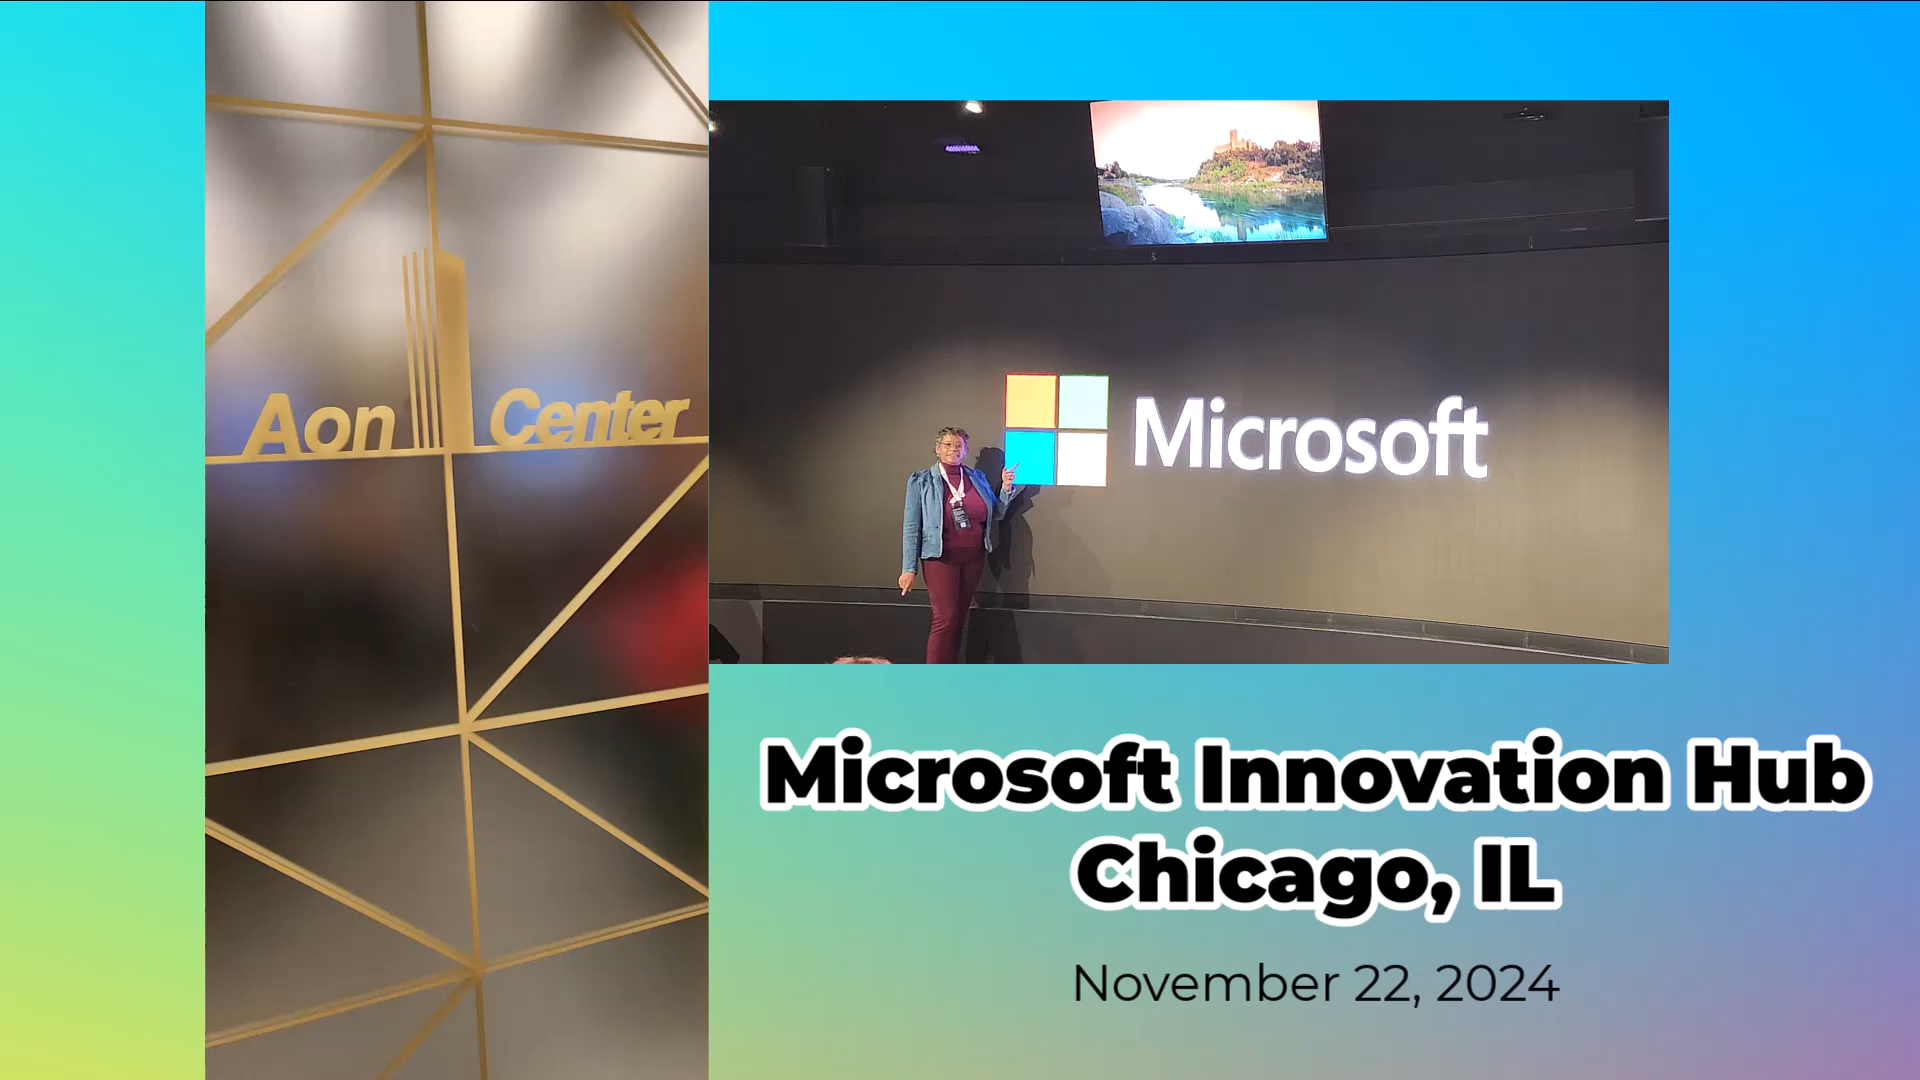 Aon Center
Microsoft
Microsoft Innovation Hub
Chicago, IL
November 22, 2024